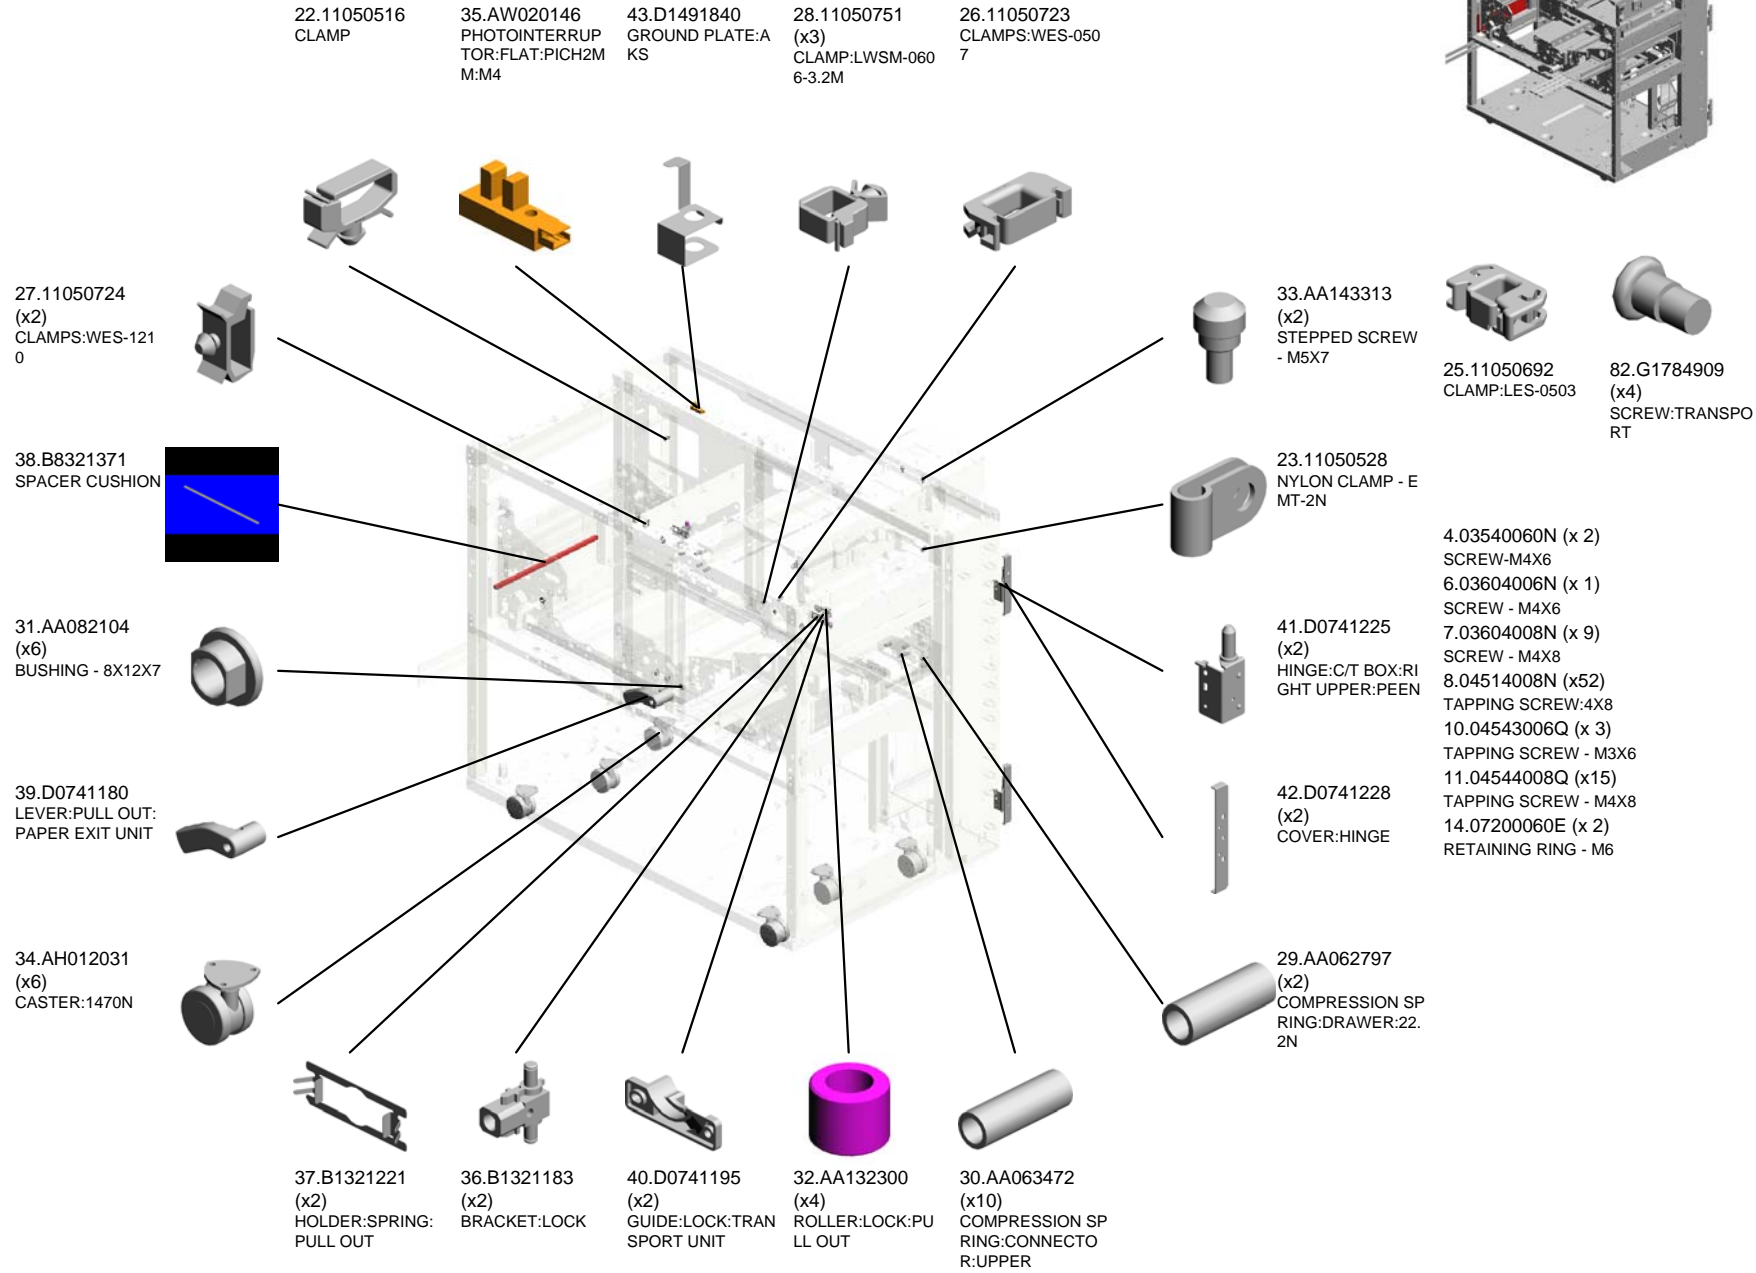 22.11050516
CLAMP
35.AW020146
PHOTOINTERRUP
TOR:FLAT:PICH2M
M:M4
43.D1491840
GROUND PLATE:A
KS
28.11050751
(x3)
CLAMP:LWSM-060
6-3.2M
26.11050723
CLAMPS:WES-050
7
27.11050724
(x2)
CLAMPS:WES-121
0
38.B8321371
SPACER CUSHION
31.AA082104
(x6)
BUSHING - 8X12X7
39.D0741180
LEVER:PULL OUT:
PAPER EXIT UNIT
34.AH012031
(x6)
CASTER:1470N
33.AA143313
(x2)
STEPPED SCREW
- M5X7
25.11050692
CLAMP:LES-0503
82.G1784909
(x4)
SCREW:TRANSPO
RT
23.11050528
NYLON CLAMP - E
MT-2N
41.D0741225
(x2)
HINGE:C/T BOX:RI
GHT UPPER:PEEN
42.D0741228
(x2)
COVER:HINGE
29.AA062797
(x2)
COMPRESSION SP
RING:DRAWER:22.
2N
4.03540060N (x 2)
SCREW-M4X6
6.03604006N (x 1)
SCREW - M4X6
7.03604008N (x 9)
SCREW - M4X8
8.04514008N (x52)
TAPPING SCREW:4X8
10.04543006Q (x 3)
TAPPING SCREW - M3X6
11.04544008Q (x15)
TAPPING SCREW - M4X8
14.07200060E (x 2)
RETAINING RING - M6
37.B1321221
(x2)
HOLDER:SPRING:
PULL OUT
36.B1321183
(x2)
BRACKET:LOCK
40.D0741195
(x2)
GUIDE:LOCK:TRAN
SPORT UNIT
32.AA132300
(x4)
ROLLER:LOCK:PU
LL OUT
30.AA063472
(x10)
COMPRESSION SP
RING:CONNECTO
R:UPPER